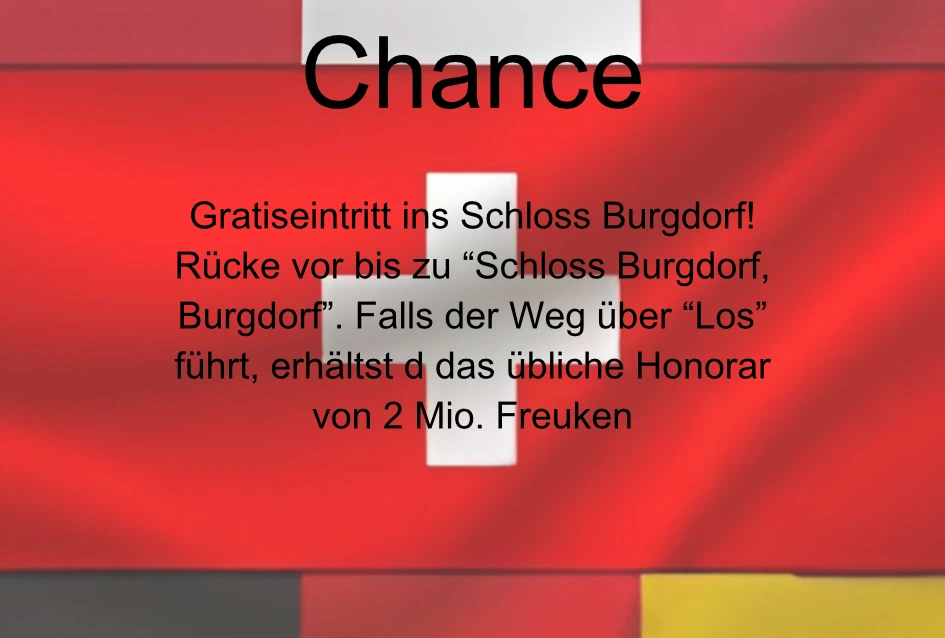 Chance
Gratiseintritt ins Schloss Burgdorf!
Rücke vor bis zu “Schloss Burgdorf,
Burgdorf”. Falls der Weg über “Los”
führt, erhältst d das übliche Honorar
von 2 Mio. Freuken